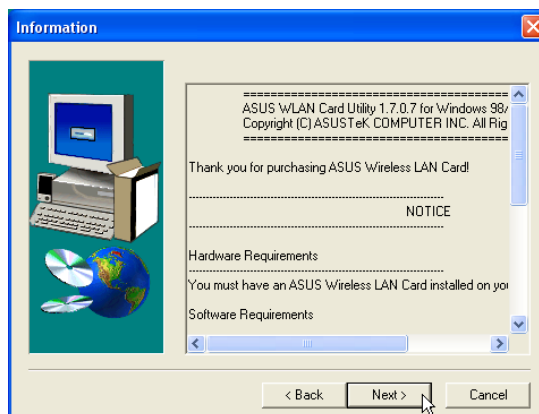 Information
==========================================
ASUS WLAN Card Utility 1.7.0.7 for Windows 98/
Copyright (C) ASUSTeK COMPUTER INC. All Rig
==========================================
Thank you for purchasing ASUS Wireless LAN Card!
--------------------------------------------------------------------------------
NOTICE
--------------------------------------------------------------------------------
Hardware Requirements
--------------------------------------------------------------------------------
You must have an ASUS Wireless LAN Card installed on you
Software Requirements
< Back
Next >
Cancel